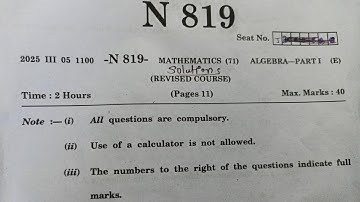 N 819
Seat No.
2025 III 05 1100 -N 819- MATHEMATICS (71) ALGEBRA—PART I (E)
Solutions
(REVISED COURSE)
Time : 2 Hours (Pages 11) Max. Marks : 40
Note :— (i) All questions are compulsory.
(ii) Use of a calculator is not allowed.
(iii) The numbers to the right of the questions indicate full
marks.